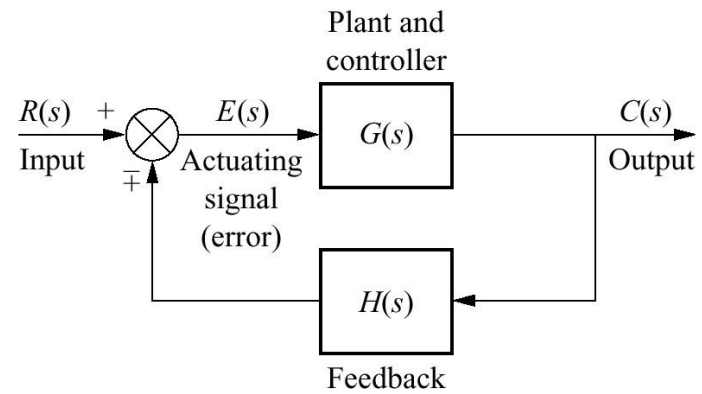 Plant and
controller
R(s) + E(s) G(s) C(s)
Input ∓ Actuating Output
signal
(error)
H(s)
Feedback